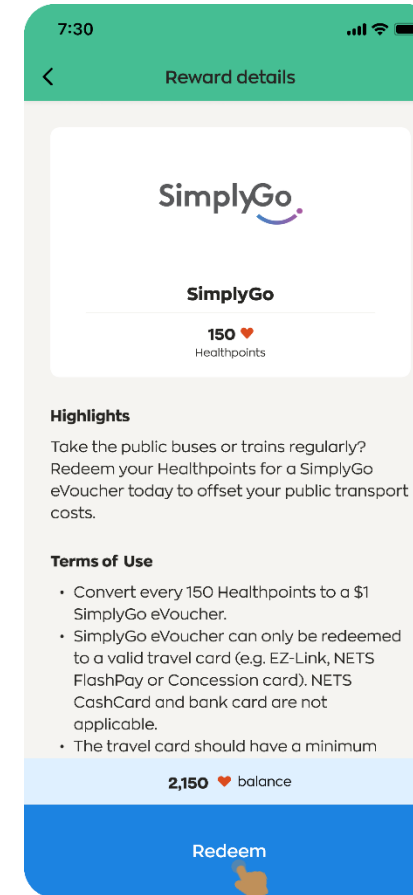 7:30
Reward details
SimplyGo
SimplyGo
150
Healthpoints
Highlights
Take the public buses or trains regularly?
Redeem your Healthpoints for a SimplyGo
eVoucher today to offset your public transport
costs.
Terms of Use
• Convert every 150 Healthpoints to a $1
SimplyGo eVoucher.
• SimplyGo eVoucher can only be redeemed
to a valid travel card (e.g. EZ-Link, NETS
FlashPay or Concession card). NETS
CashCard and bank card are not
applicable.
• The travel card should have a minimum
2,150 balance
Redeem